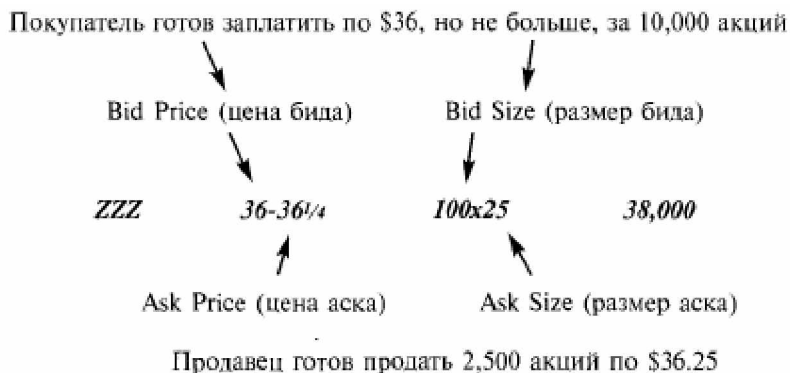 Покупатель готов заплатить по $36, но не больше, за 10,000 акций
Bid Price (цена бида) Bid Size (размер бида)
ZZZ 36-36 1/4 100x25 38,000
Ask Price (цена аска) Ask Size (размер аска)
Продавец готов продать 2,500 акций по $36.25